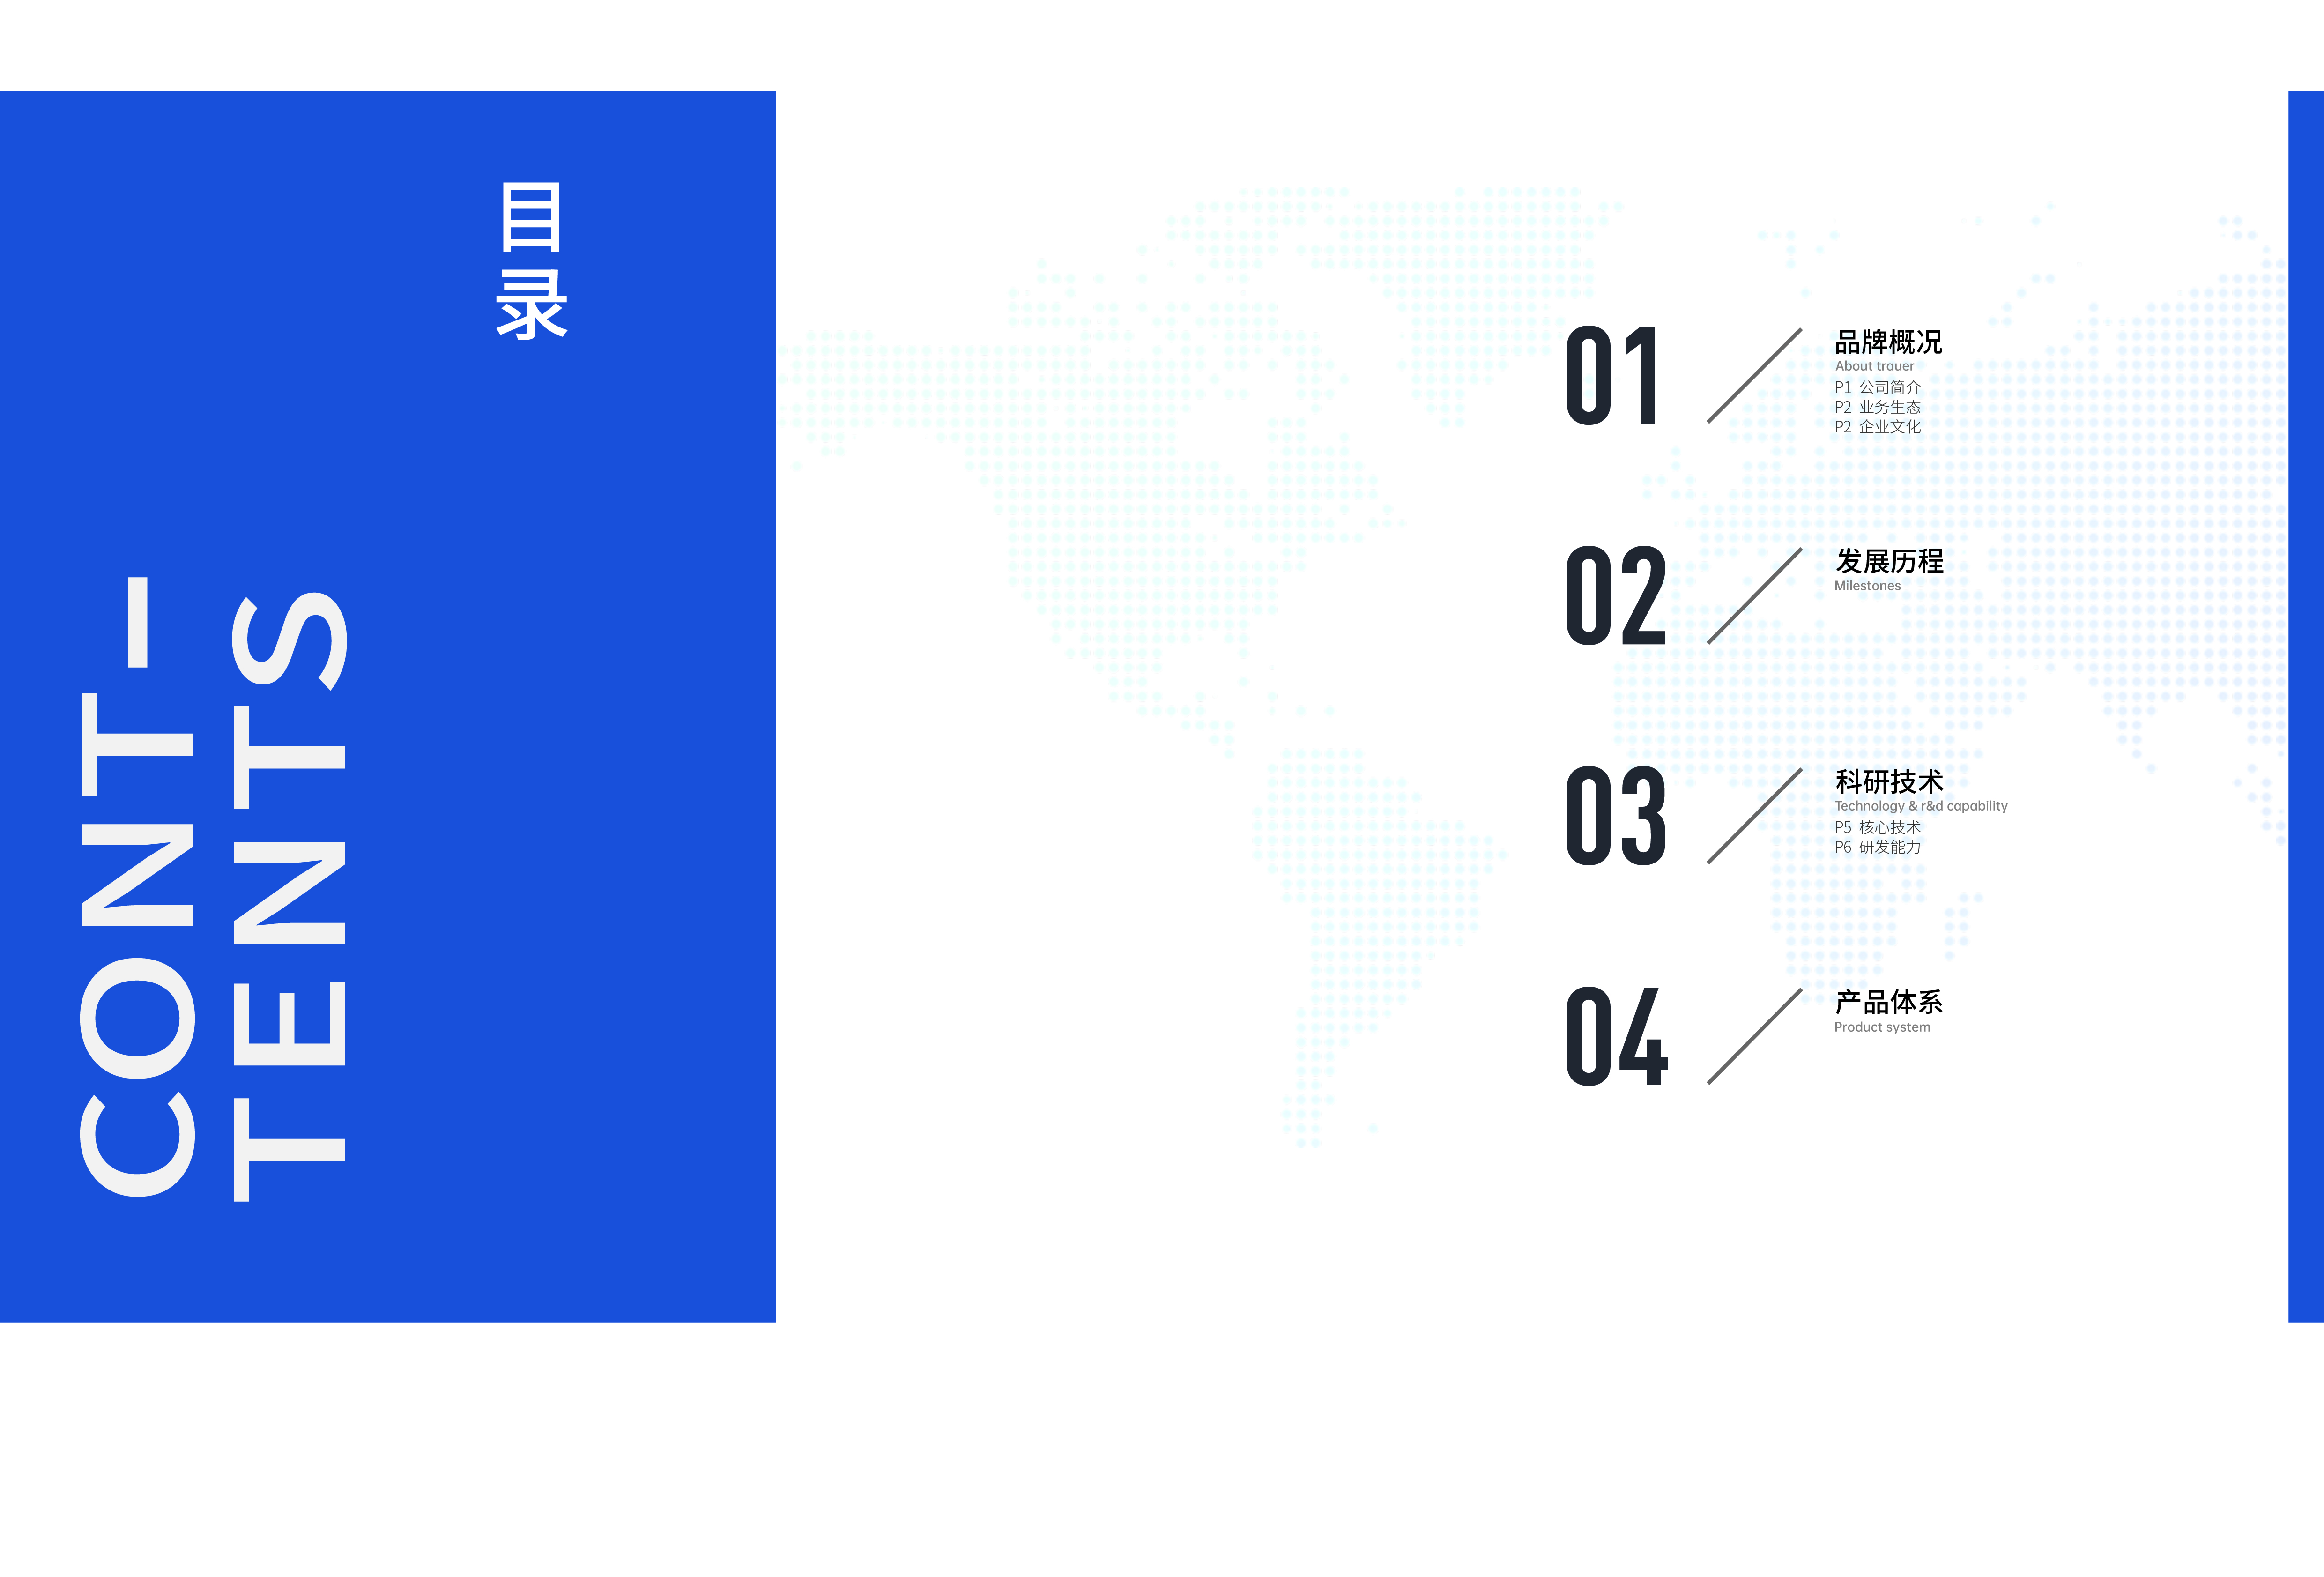 目录
CONT-
TENTS
01
品牌概况
About trauer
P1 公司简介
P2 业务生态
P2 企业文化
02
发展历程
Milestones
03
科研技术
Technology & r&d capability
P5 核心技术
P6 研发能力
04
产品体系
Product system